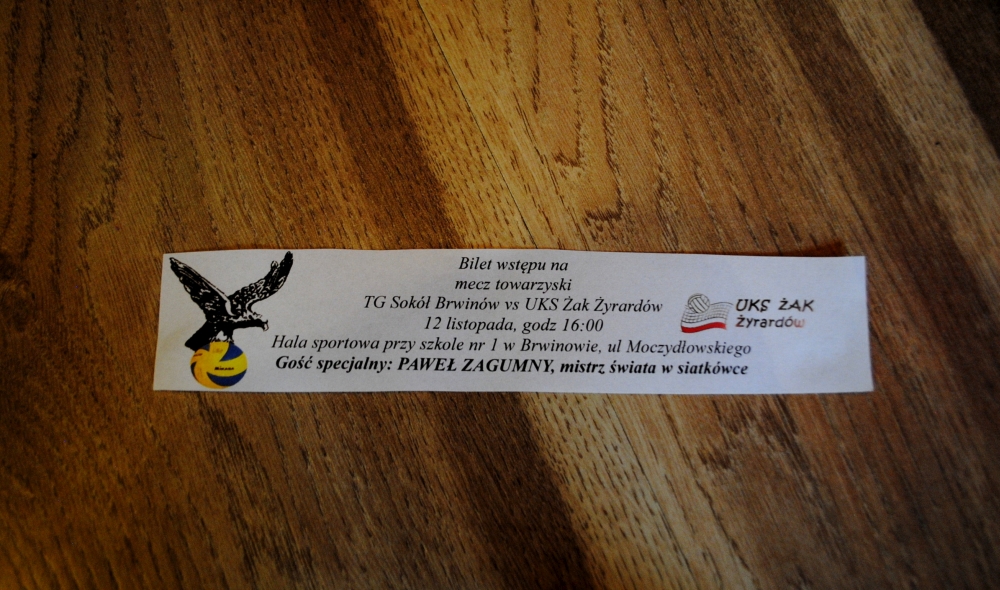 Bilet wstępu na
mecz towarzyski
TG Sokół Brwinów vs UKS Żak Żyrardów
12 listopada, godz 16:00
Hala sportowa przy szkole nr 1 w Brwinowie, ul Moczydłowskiego
Gość specjalny: PAWEŁ ZAGUMNY, mistrz świata w siatkówce
UKS ŻAK
Żyrardów